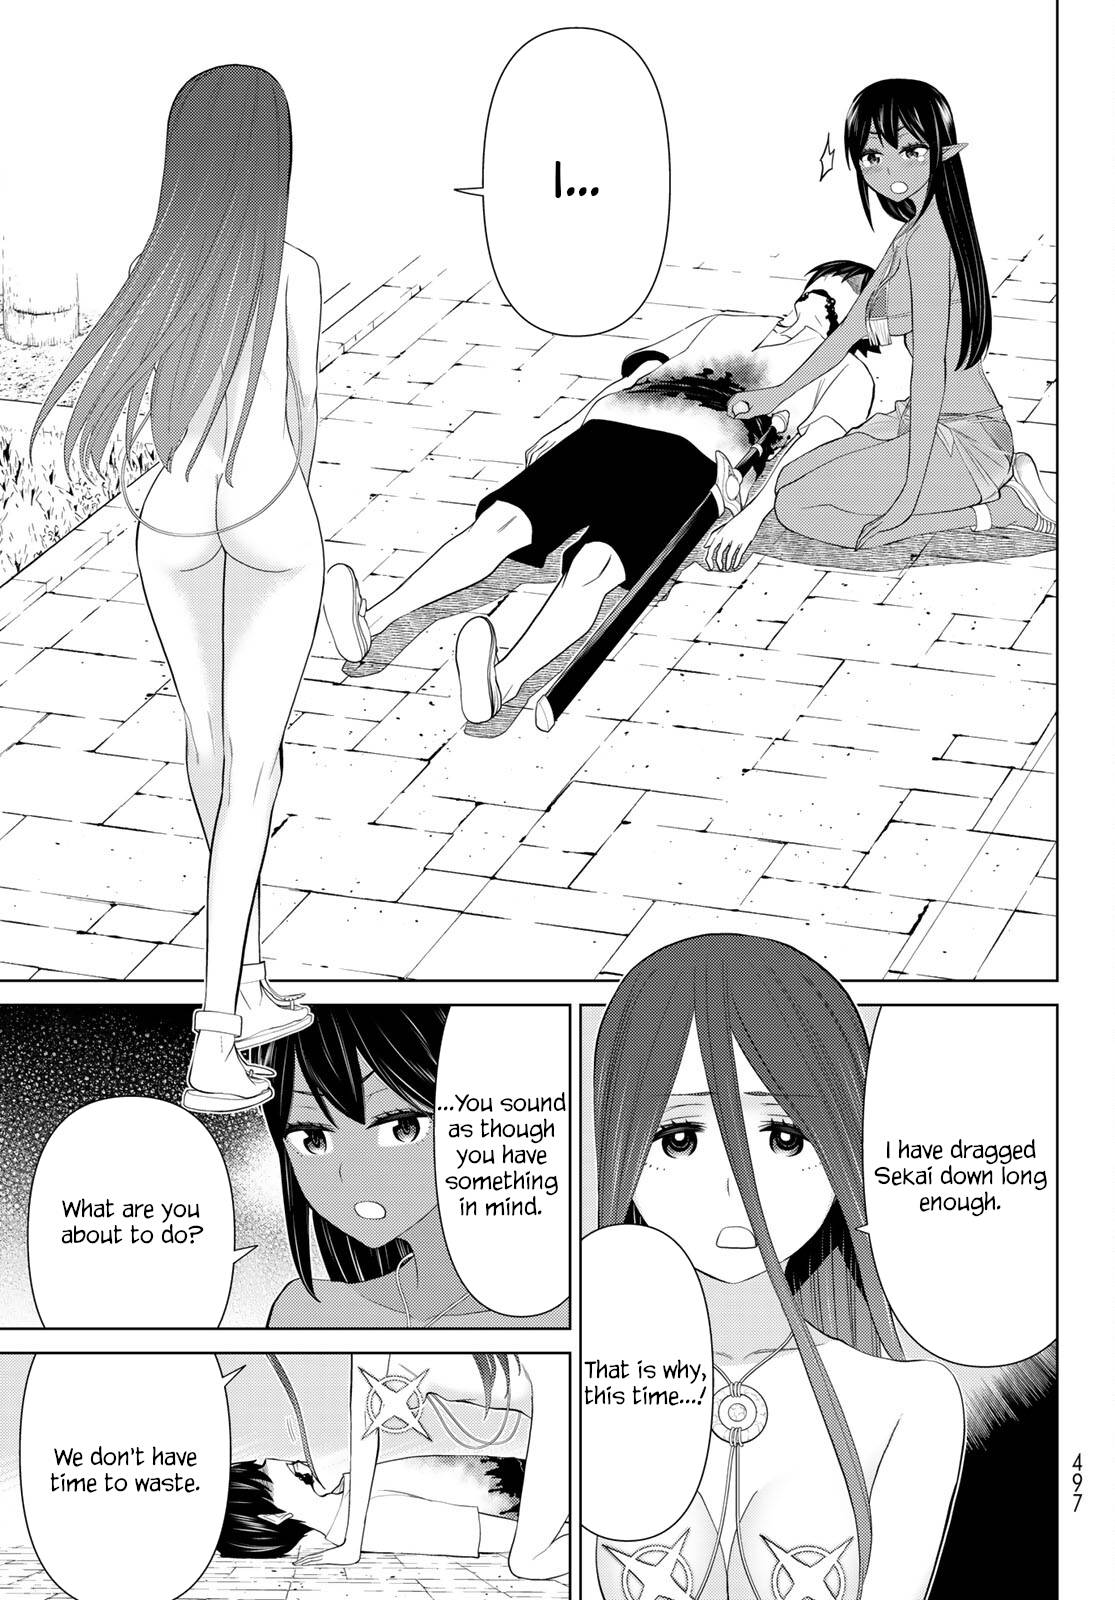 I...
I have dragged
Sekai down long
enough.
That is why,
this time...!
...You sound
as though
you have
something
in mind.
What are you
about to do?
We don't have
time to waste.
497